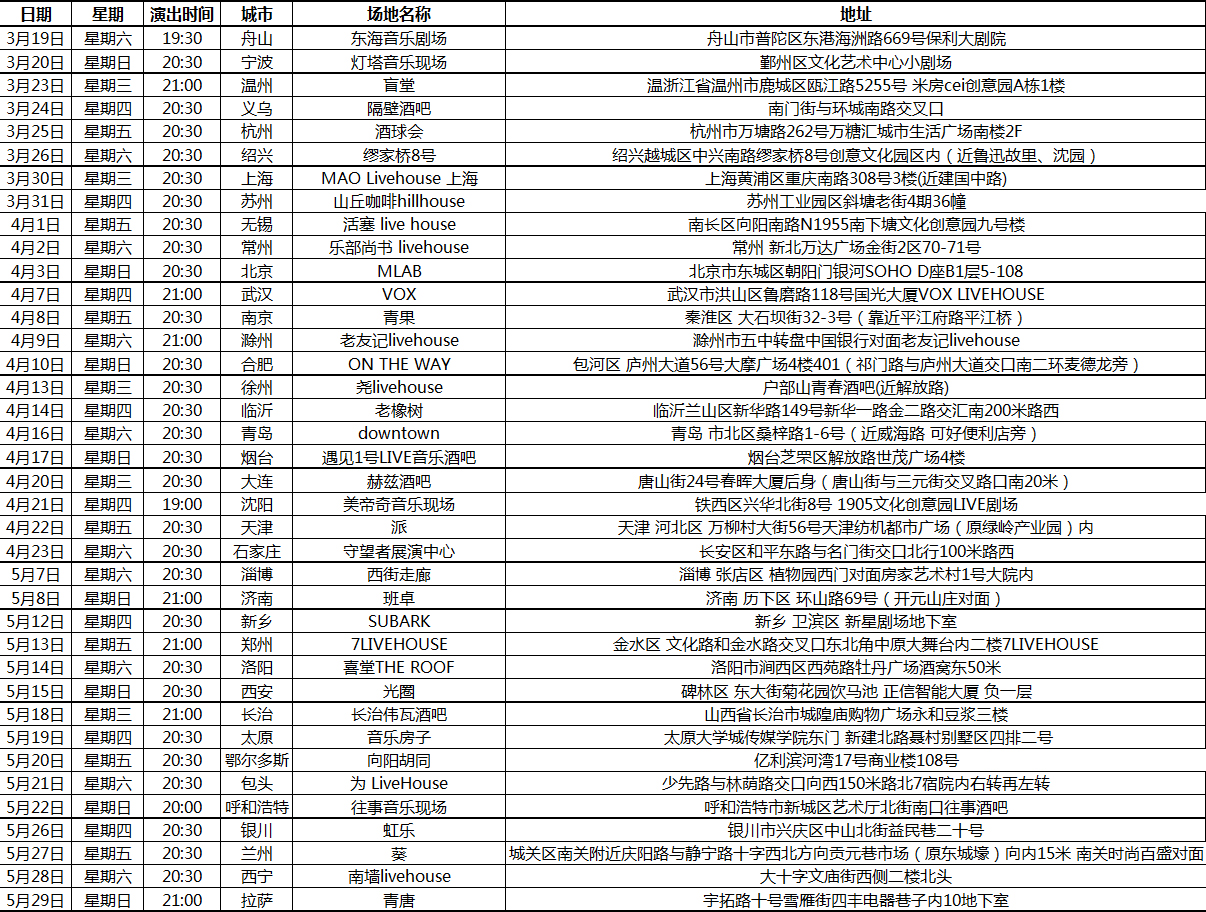 日期 星期 演出时间 城市 场地名称 地址
3月19日 星期六 19:30 舟山 东海音乐剧场 舟山市普陀区东港海洲路669号保利大剧院
3月20日 星期日 20:30 宁波 灯塔音乐现场 鄞州区文化艺术中心小剧场
3月23日 星期三 21:00 温州 盲堂 温浙江省温州市鹿城区瓯江路5255号 米房cei创意园A栋1楼
3月24日 星期四 20:30 义乌 隔壁酒吧 南门街与环城南路交叉口
3月25日 星期五 20:30 杭州 酒球会 杭州市万塘路262号万糖汇城市生活广场南楼2F
3月26日 星期六 20:30 绍兴 缪家桥8号 绍兴越城区中兴南路缪家桥8号创意文化园区内（近鲁迅故里、沈园）
3月30日 星期三 20:30 上海 MAO Livehouse 上海 上海黄浦区重庆南路308号3楼(近建国中路)
3月31日 星期四 20:30 苏州 山丘咖啡hillhouse 苏州工业园区斜塘老街4期36幢
4月1日 星期五 20:30 无锡 活塞 live house 南长区向阳南路N1955南下塘文化创意园九号楼
4月2日 星期六 20:30 常州 乐部尚书 livehouse 常州 新北万达广场金街2区70-71号
4月3日 星期日 20:30 北京 MLAB 北京市东城区朝阳门银河SOHO D座B1层5-108
4月7日 星期四 21:00 武汉 VOX 武汉市洪山区鲁磨路118号国光大厦VOX LIVEHOUSE
4月8日 星期五 20:30 南京 青果 秦淮区 大石坝街32-3号（靠近平江府路平江桥）
4月9日 星期六 21:00 滁州 老友记livehouse 滁州市五中转盘中国银行对面老友记livehouse
4月10日 星期日 20:30 合肥 ON THE WAY 包河区 庐州大道56号大摩广场4楼401（祁门路与庐州大道交口南二环麦德龙旁）
4月13日 星期三 20:30 徐州 尧livehouse 户部山青春酒吧(近解放路)
4月14日 星期四 20:30 临沂 老橡树 临沂兰山区新华路149号新华一路金二路交汇南200米路西
4月16日 星期六 20:30 青岛 downtown 青岛 市北区桑梓路1-6号（近威海路 可好便利店旁）
4月17日 星期日 20:30 烟台 遇见1号LIVE音乐酒吧 烟台芝罘区解放路世茂广场4楼
4月20日 星期三 20:30 大连 赫兹酒吧 唐山街24号春晖大厦后身（唐山街与三元街交叉路口南20米）
4月21日 星期四 19:00 沈阳 美帝奇音乐现场 铁西区兴华北街8号 1905文化创意园LIVE剧场
4月22日 星期五 20:30 天津 派 天津 河北区 万柳村大街56号天津纺机都市广场（原绿岭产业园）内
4月23日 星期六 20:30 石家庄 守望者展演中心 长安区和平东路与名门街交口北行100米路西
5月7日 星期六 20:30 淄博 西街走廊 淄博 张店区 植物园西门对面房家艺术村1号大院内
5月8日 星期日 21:00 济南 班卓 济南 历下区 环山路69号（开元山庄对面）
5月12日 星期四 20:30 新乡 SUBARK 新乡 卫滨区 新星剧场地下室
5月13日 星期五 21:00 郑州 7LIVEHOUSE 金水区 文化路和金水路交叉口东北角中原大舞台内二楼7LIVEHOUSE
5月14日 星期六 20:30 洛阳 喜堂THE ROOF 洛阳市涧西区西苑路牡丹广场酒窝东50米
5月15日 星期日 20:30 西安 光圈 碑林区 东大街菊花园饮马池 正信智能大厦 负一层
5月18日 星期三 21:00 长治 长治伟瓦酒吧 山西省长治市城隍庙购物广场永和豆浆三楼
5月19日 星期四 20:30 太原 音乐房子 太原大学城传媒学院东门 新建北路聂村别墅区四排二号
5月20日 星期五 20:30 鄂尔多斯 向阳胡同 亿利滨河湾17号商业楼108号
5月21日 星期六 20:30 包头 为 LiveHouse 少先路与林荫路交口向西150米路北7宿院内右转再左转
5月22日 星期日 20:00 呼和浩特 往事音乐现场 呼和浩特市新城区艺术厅北街南口往事酒吧
5月26日 星期四 20:30 银川 虹乐 银川市兴庆区中山北街益民巷二十号
5月27日 星期五 20:30 兰州 葵 城关区南关附近庆阳路与静宁路十字西北方向贡元巷市场（原东城壕）向内15米 南关时尚百盛对面
5月28日 星期六 20:30 西宁 南墙livehouse 大十字文庙街西侧二楼北头
5月29日 星期日 21:00 拉萨 青唐 宇拓路十号雪雁街四丰电器巷子内10地下室